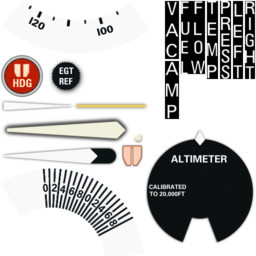 120
100
HDG
EGT
REF
VAC AMP
FUEL
FLOW
TEMP
PRESS
LEFT
RIGHT
ALTIMETER
CALIBRATED
TO 20,000FT
0 2 4 6 8 0 2 4 6 8